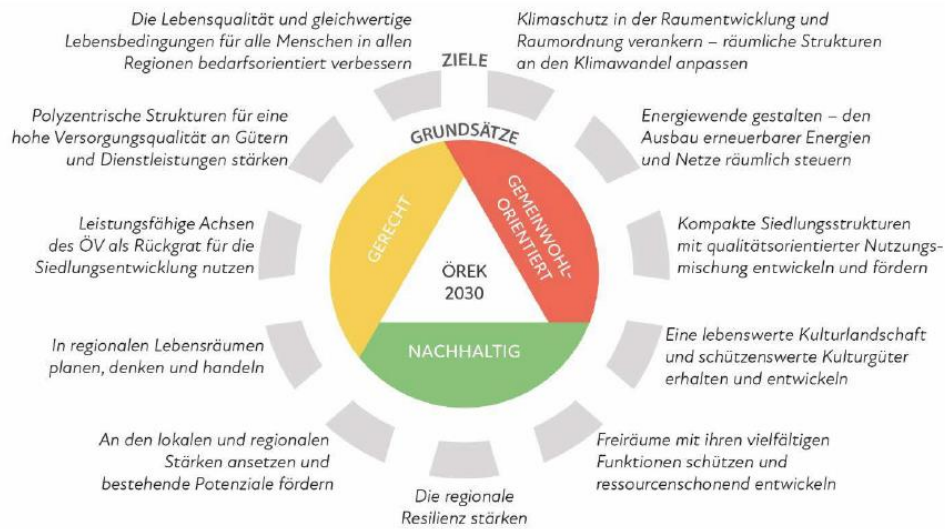 Die Lebensqualität und gleichwertige
Lebensbedingungen für alle Menschen in allen
Regionen bedarfsorientiert verbessern
ZIELE
Klimaschutz in der Raumentwicklung und
Raumordnung verankern – räumliche Strukturen
an den Klimawandel anpassen
Polyzentrische Strukturen für eine
hohe Versorgungsqualität an Gütern
und Dienstleistungen stärken
GRUNDSÄTZE
Energiewende gestalten – den
Ausbau erneuerbarer Energien
und Netze räumlich steuern
Leistungsfähige Achsen
des ÖV als Rückgrat für die
Siedlungsentwicklung nutzen
GERECHT
GEMEINWOHL-
ORIENTIERT
ÖREK
2030
Kompakte Siedlungsstrukturen
mit qualitätsorientierter Nutzungs-
mischung entwickeln und fördern
In regionalen Lebensräumen
planen, denken und handeln
NACHHALTIG
Eine lebenswerte Kulturlandschaft
und schützenswerte Kulturgüter
erhalten und entwickeln
An den lokalen und regionalen
Stärken ansetzen und
bestehende Potenziale fördern
Die regionale
Resilienz stärken
Freiräume mit ihren vielfältigen
Funktionen schützen und
ressourcenschonend entwickeln